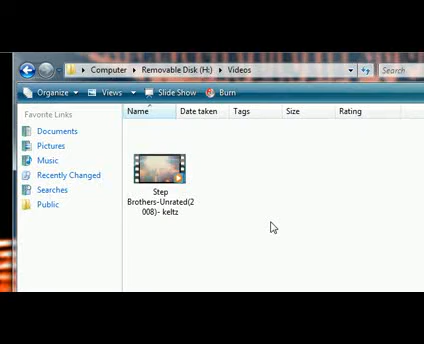 Computer ▸ Removable Disk (H:) ▸ Videos
Search
Organize Views Slide Show Burn
Favorite Links
Name Date taken Tags Size Rating
Documents
Pictures
Music
Recently Changed
Searches
Public
Step
Brothers-Unrated(2
008)- keltz